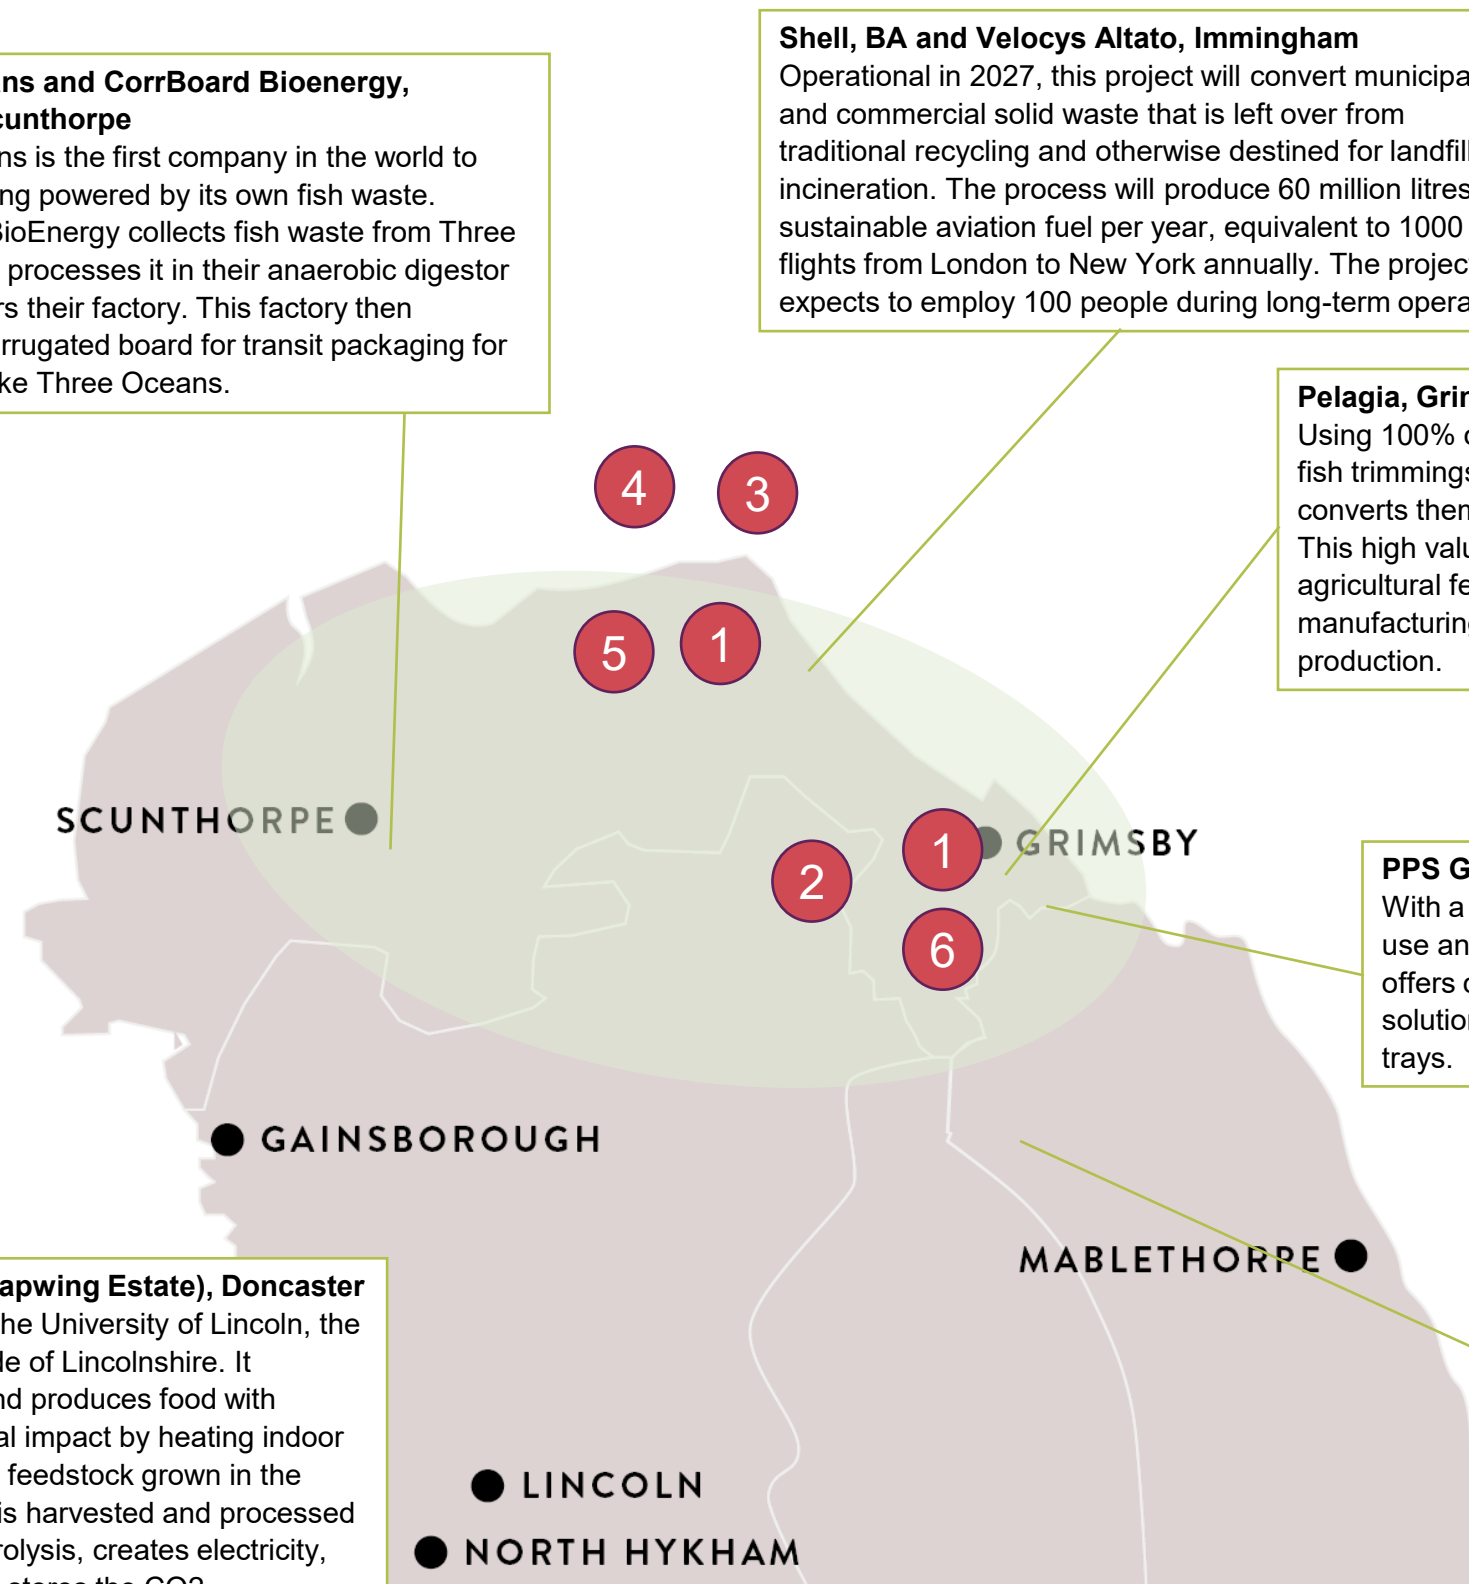 Shell, BA and Velocys Altato, Immingham
Operational in 2027, this project will convert municipa
and commercial solid waste that is left over from
traditional recycling and otherwise destined for landfill
incineration. The process will produce 60 million litres
sustainable aviation fuel per year, equivalent to 1000
flights from London to New York annually. The project
expects to employ 100 people during long-term opera
ns and CorrBoard Bioenergy,
cunthorpe
ns is the first company in the world to
ng powered by its own fish waste.
BioEnergy collects fish waste from Three
processes it in their anaerobic digestor
rs their factory. This factory then
rrugated board for transit packaging for
ke Three Oceans.
Pelagia, Grim
Using 100% o
fish trimmings
converts them
This high valu
agricultural fe
manufacturing
production.
4
3
5
1
SCUNTHORPE
2
1
GRIMSBY
6
PPS G
With a
use an
offers c
solution
trays.
GAINSBOROUGH
MABLETHORPE
apwing Estate), Doncaster
he University of Lincoln, the
de of Lincolnshire. It
nd produces food with
al impact by heating indoor
feedstock grown in the
is harvested and processed
rolysis, creates electricity,
stores the CO2
LINCOLN
NORTH HYKHAM